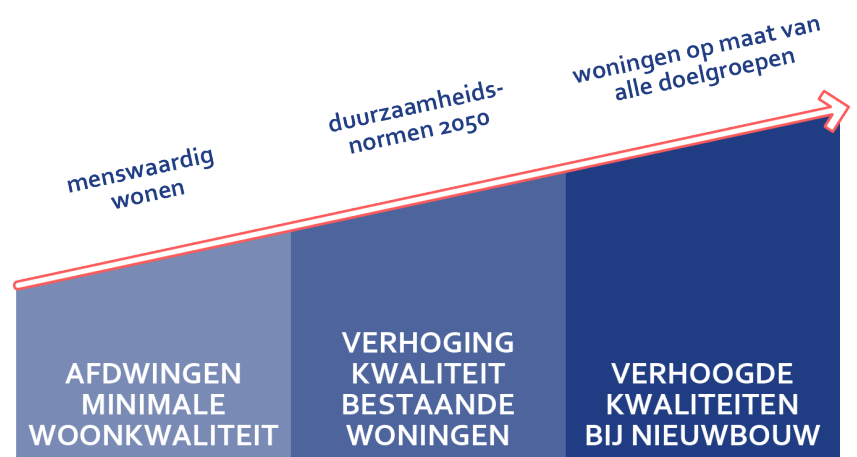 menswaardig
wonen
duurzaamheids-
normen 2050
woningen op maat van
alle doelgroepen
AFDWINGEN
MINIMALE
WOONKWALITEIT
VERHOGING
KWALITEIT
BESTAANDE
WONINGEN
VERHOOGDE
KWALITEITEN
BIJ NIEUWBOUW